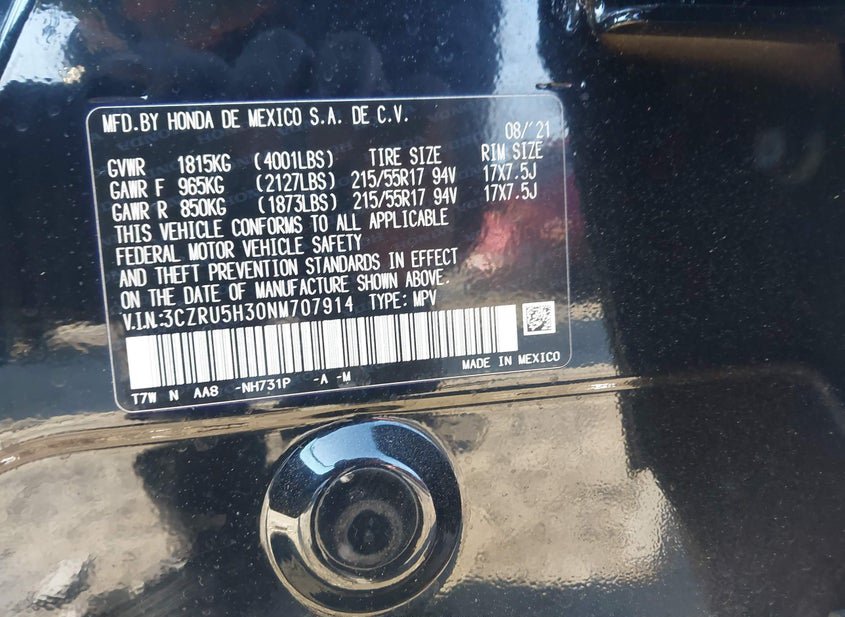 MFD.BY HONDA DE MEXICO S.A. DE C.V.
08/'21
GVWR 1815KG (4001LBS) TIRE SIZE RIM SIZE
GAWR F 965KG (2127LBS) 215/55R17 94V 17X7.5J
GAWR R 850KG (1873LBS) 215/55R17 94V 17X7.5J
THIS VEHICLE CONFORMS TO ALL APPLICABLE
FEDERAL MOTOR VEHICLE SAFETY
AND THEFT PREVENTION STANDARDS IN EFFECT
ON THE DATE OF MANUFACTURE SHOWN ABOVE.
V.I.N:3CZRU5H30NM707914 TYPE: MPV
MADE IN MEXICO
T7W N AA8 -NH731P -A -M